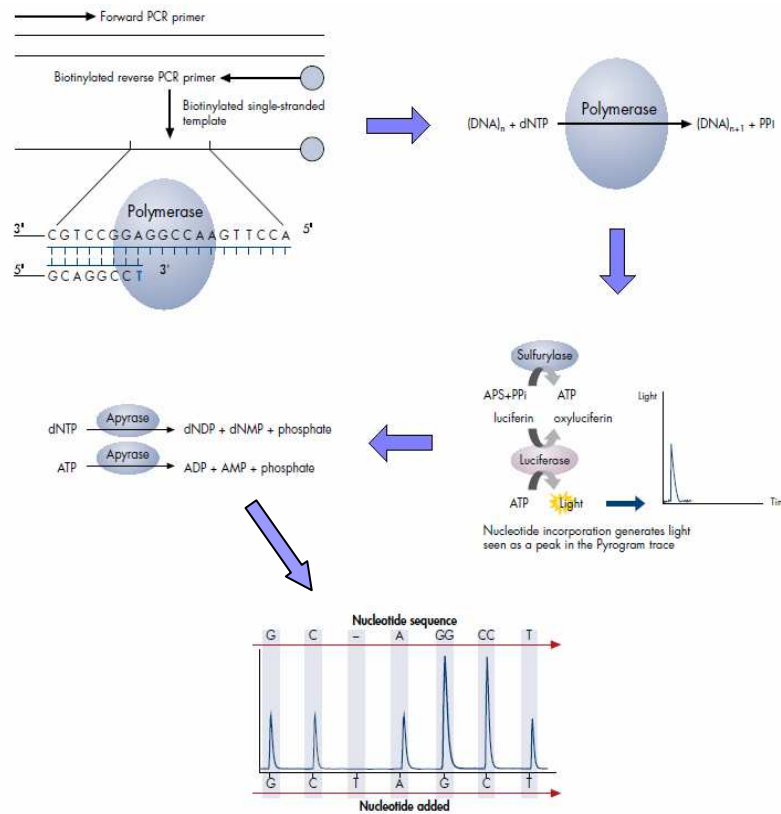 Forward PCR primer
Biotinylated reverse PCR primer
Biotinylated single-stranded
template
Polymerase
3' CGTCCGGAGGCCAAGTTCCA 5'
5' GCAGGCCT 3'
Polymerase
(DNA)n + dNTP (DNA)n+1 + PPi
Sulfurylase
APS+PPi ATP
luciferin oxyluciferin
Luciferase
ATP Light
Light
Tim
Nucleotide incorporation generates light
seen as a peak in the Pyrogram trace
Apyrase
dNTP dNDP + dNMP + phosphate
Apyrase
ATP ADP + AMP + phosphate
Nucleotide sequence
G C – A GG CC T
G C T A G C T
Nucleotide added